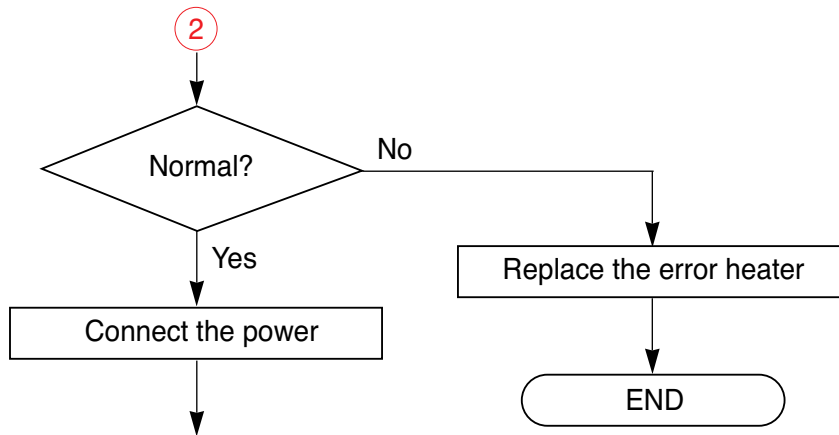 2
Normal?
No
Yes
Replace the error heater
Connect the power
END